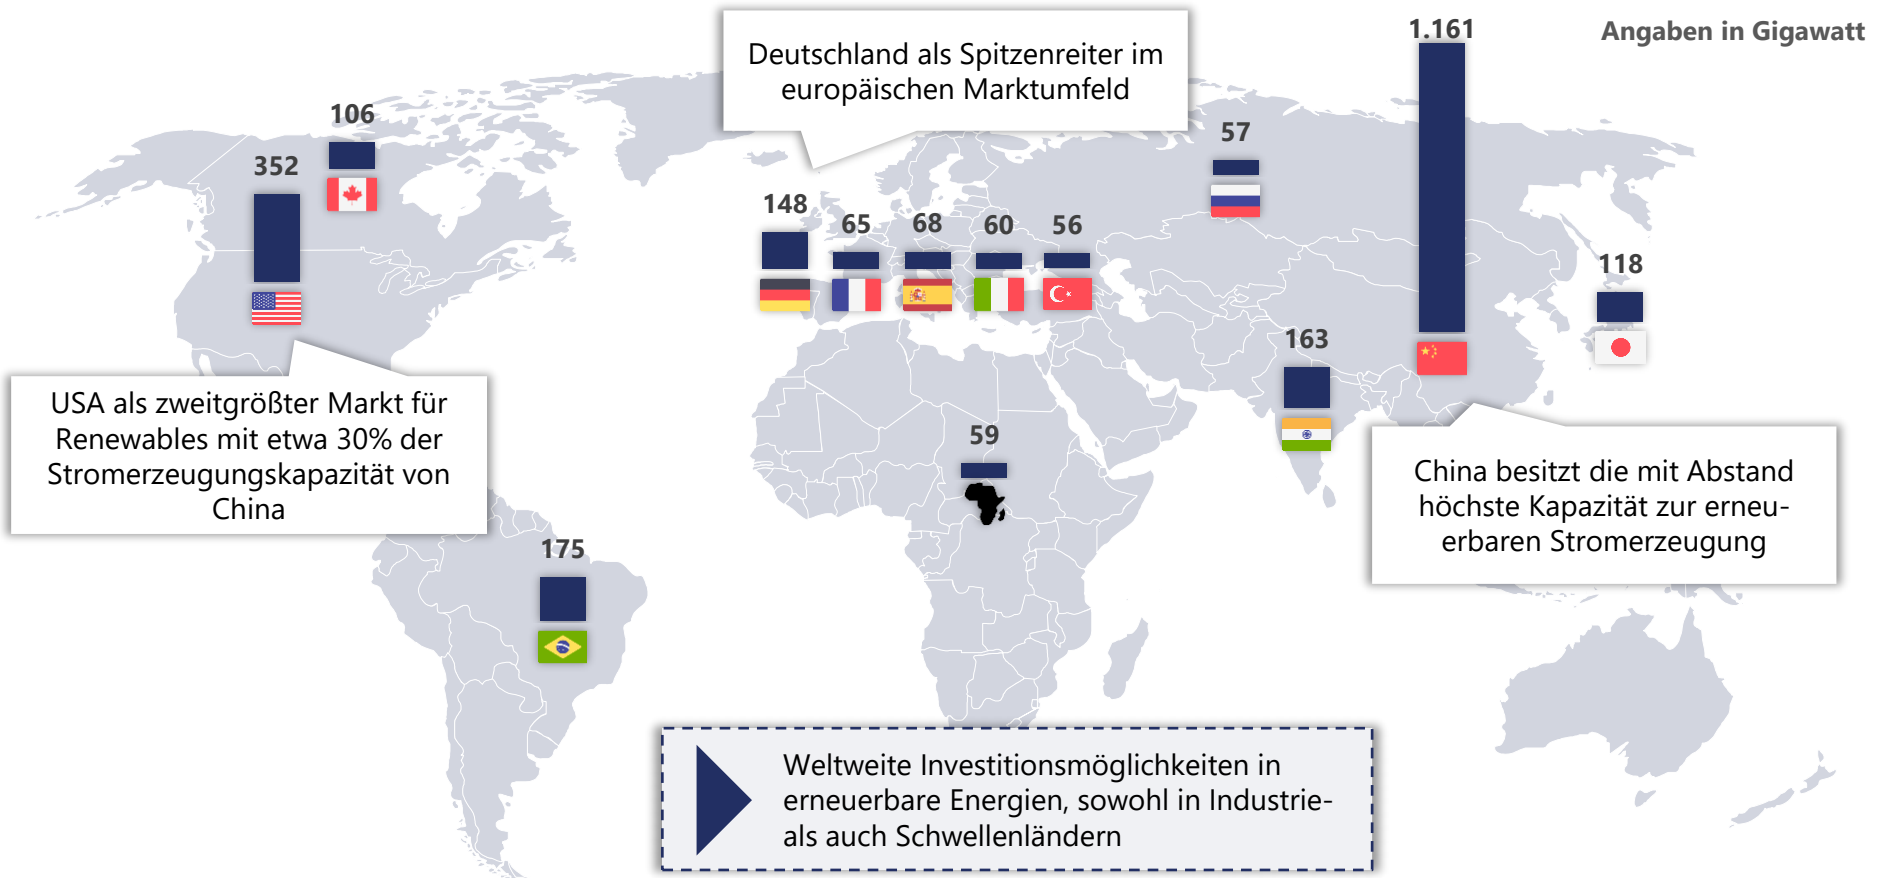 Angaben in Gigawatt
1.161
Deutschland als Spitzenreiter im
europäischen Marktumfeld
106
352
57
148
65
68
60
56
118
163
USA als zweitgrößter Markt für
Renewables mit etwa 30% der
Stromerzeugungskapazität von
China
59
China besitzt die mit Abstand
höchste Kapazität zur erneu-
erbaren Stromerzeugung
175
Weltweite Investitionsmöglichkeiten in
erneuerbare Energien, sowohl in Industrie-
als auch Schwellenländern